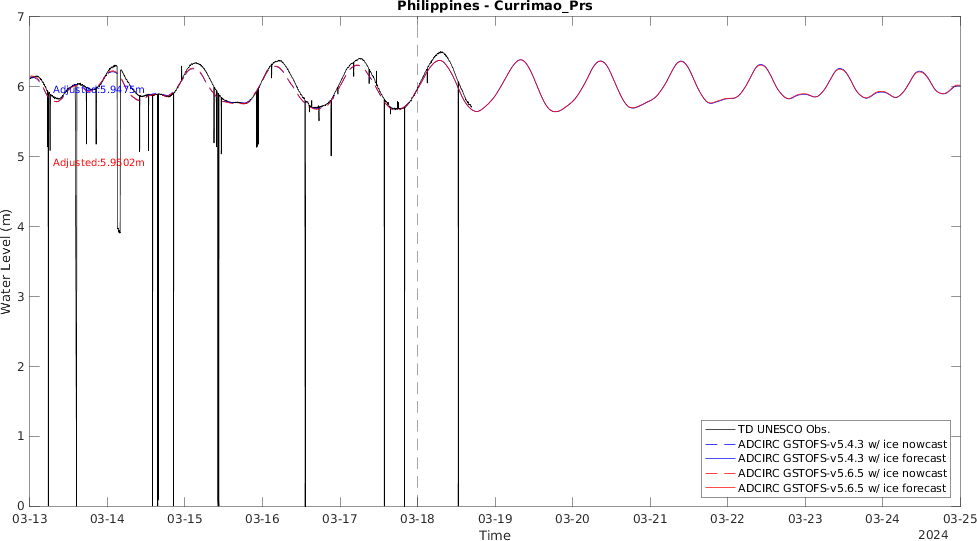 Philippines - Currimao_Prs
7
6
5
4
3
2
1
0
Water Level (m)
Adjusted:5.9475m
Adjusted:5.9502m
TD UNESCO Obs.
ADCIRC GSTOFS-v5.4.3 w/ ice nowcast
ADCIRC GSTOFS-v5.4.3 w/ ice forecast
ADCIRC GSTOFS-v5.6.5 w/ ice nowcast
ADCIRC GSTOFS-v5.6.5 w/ ice forecast
03-13 03-14 03-15 03-16 03-17 03-18 03-19 03-20 03-21 03-22 03-23 03-24 03-25
Time
2024